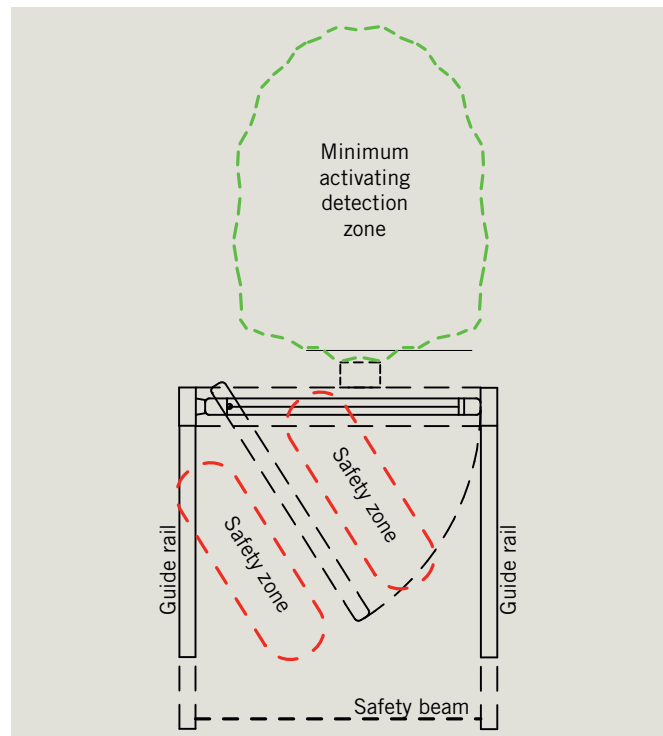 Minimum
activating
detection
zone
Safety zone
Safety zone
Guide rail
Guide rail
Safety beam